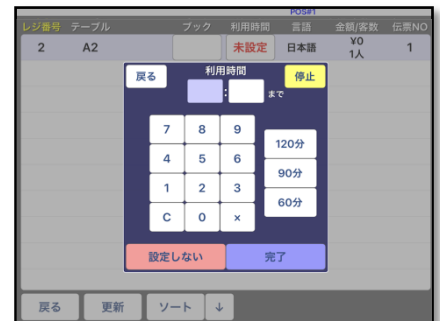 POS#1
レジ番号 テーブル ブック 利用時間 言語 金額/客数 伝票NO
2 A2 未設定 日本語 ¥0 1
1人
戻る 利用時間 停止
: まで
7 8 9
120分
4 5 6
90分
1 2 3
60分
C 0 ×
設定しない 完了
戻る 更新 ソート ↓